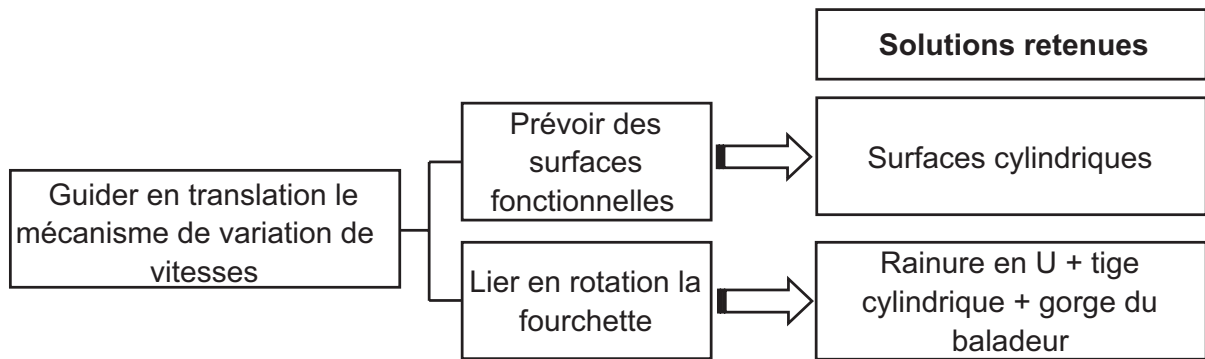 Solutions retenues
Prévoir des
surfaces
fonctionnelles
Surfaces cylindriques
Guider en translation le
mécanisme de variation de
vitesses
Lier en rotation la
fourchette
Rainure en U + tige
cylindrique + gorge du
baladeur